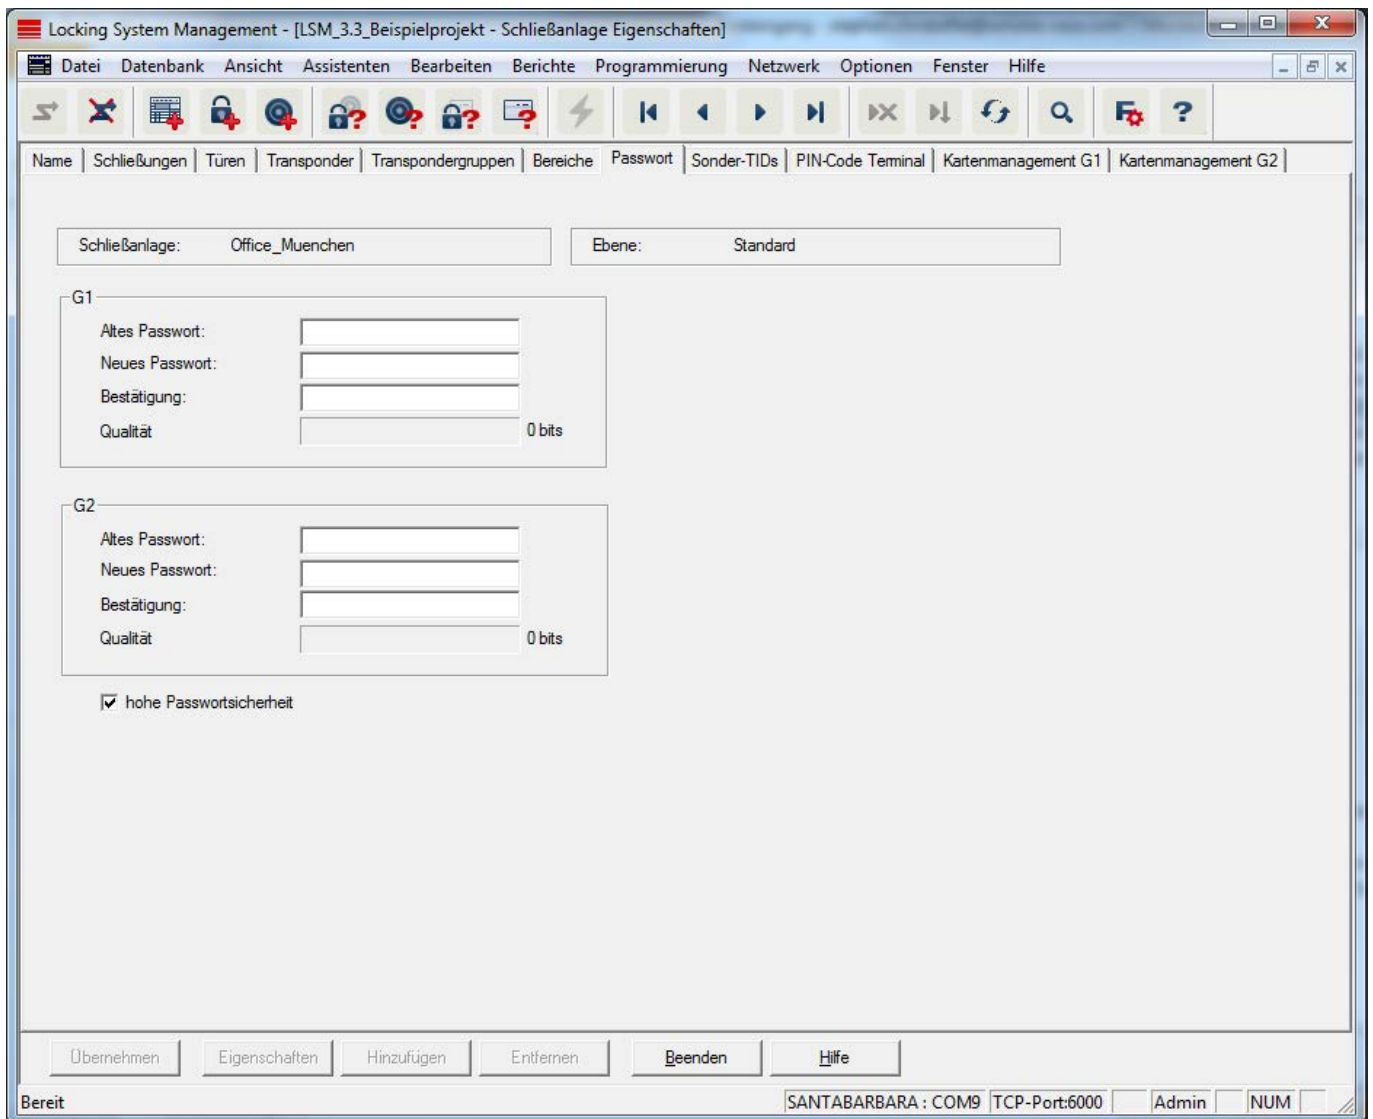 Locking System Management - [LSM_3.3_Beispielprojekt - Schließanlage Eigenschaften]
Datei Datenbank Ansicht Assistenten Bearbeiten Berichte Programmierung Netzwerk Optionen Fenster Hilfe
Name Schließungen Türen Transponder Transpondergruppen Bereiche Passwort Sonder-TIDs PIN-Code Terminal Kartenmanagement G1 Kartenmanagement G2
Schließanlage: Office_Muenchen Ebene: Standard
G1
Altes Passwort:
Neues Passwort:
Bestätigung:
Qualität 0 bits
G2
Altes Passwort:
Neues Passwort:
Bestätigung:
Qualität 0 bits
hohe Passwortsicherheit
Übernehmen Eigenschaften Hinzufügen Entfernen Beenden Hilfe
Bereit SANTABARBARA : COM9 TCP-Port:6000 Admin NUM